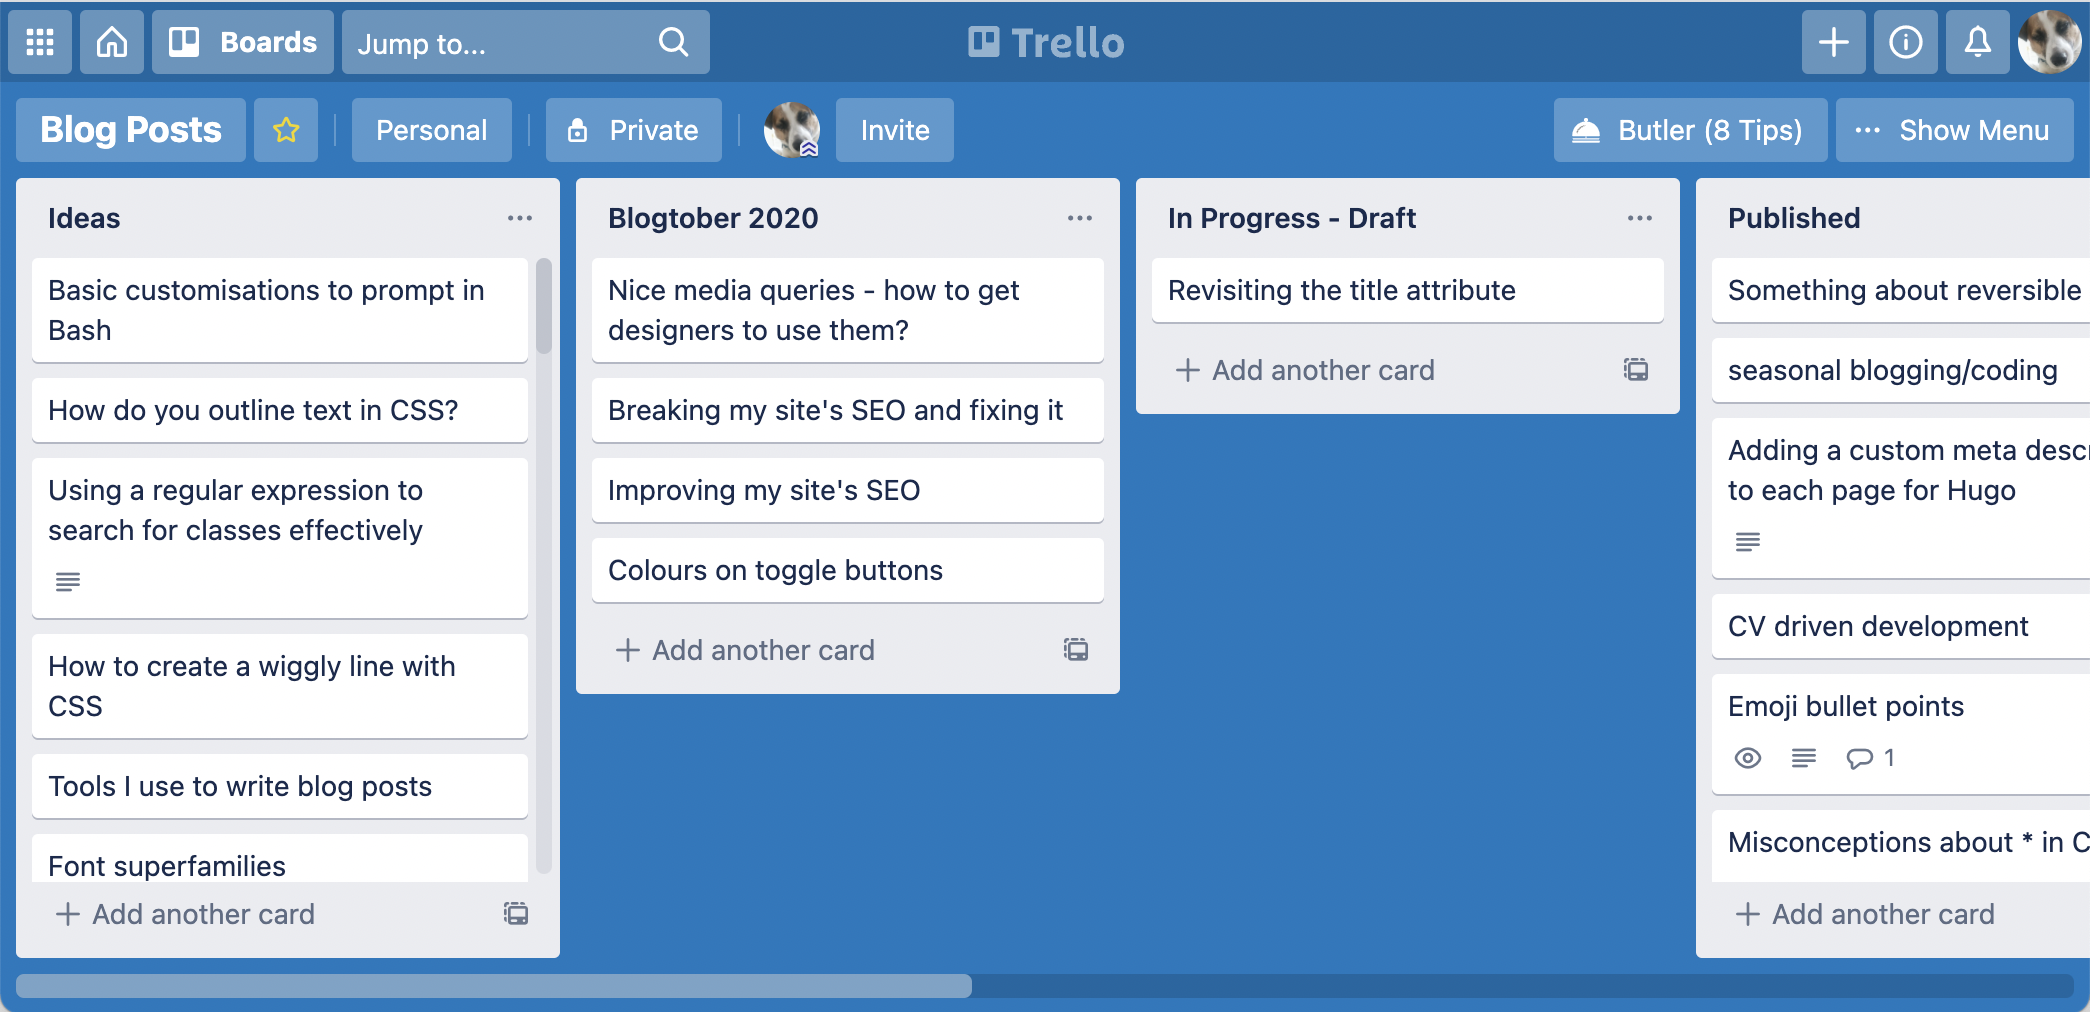 Boards
Jump to...
Trello
Blog Posts
Personal
Private
Invite
Butler (8 Tips)
Show Menu
Ideas
Basic customisations to prompt in
Bash
How do you outline text in CSS?
Using a regular expression to
search for classes effectively
How to create a wiggly line with
CSS
Tools I use to write blog posts
Font superfamilies
+ Add another card
Blogtober 2020
Nice media queries - how to get
designers to use them?
Breaking my site's SEO and fixing it
Improving my site's SEO
Colours on toggle buttons
+ Add another card
In Progress - Draft
Revisiting the title attribute
+ Add another card
Published
Something about reversible
seasonal blogging/coding
Adding a custom meta descr
to each page for Hugo
CV driven development
Emoji bullet points
1
Misconceptions about * in C
+ Add another card